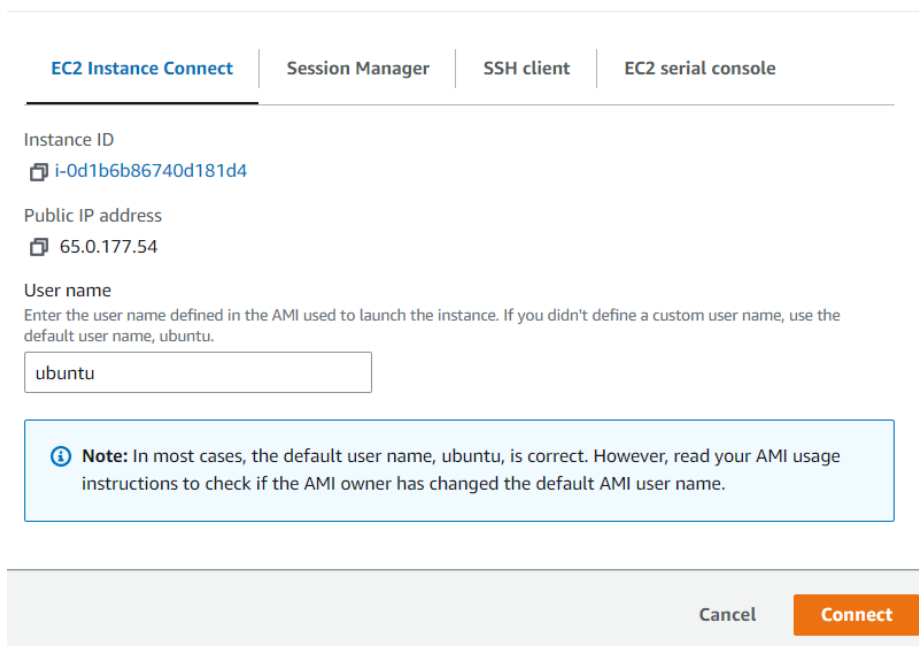 EC2 Instance Connect
Session Manager
SSH client
EC2 serial console
Instance ID
i-0d1b6b86740d181d4
Public IP address
65.0.177.54
User name
Enter the user name defined in the AMI used to launch the instance. If you didn't define a custom user name, use the
default user name, ubuntu.
ubuntu
Note: In most cases, the default user name, ubuntu, is correct. However, read your AMI usage
instructions to check if the AMI owner has changed the default AMI user name.
Cancel
Connect